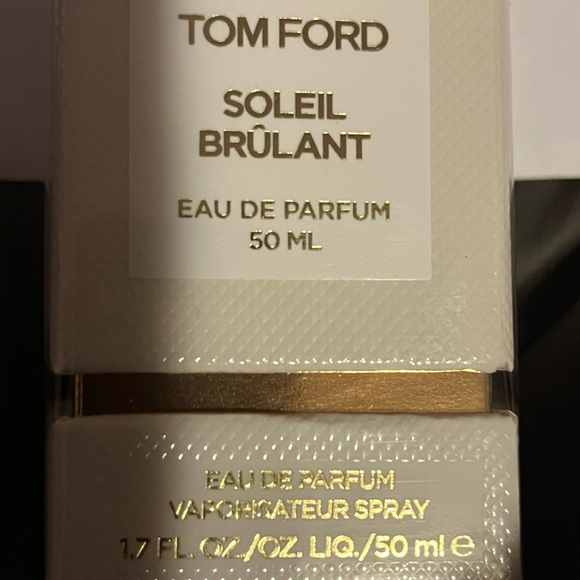 TOM FORD
SOLEIL
BRÛLANT
EAU DE PARFUM
50 ML
EAU DE PARFUM
VAPORISATEUR SPRAY
1.7 FL. OZ./OZ. LIQ./50 ml ℮